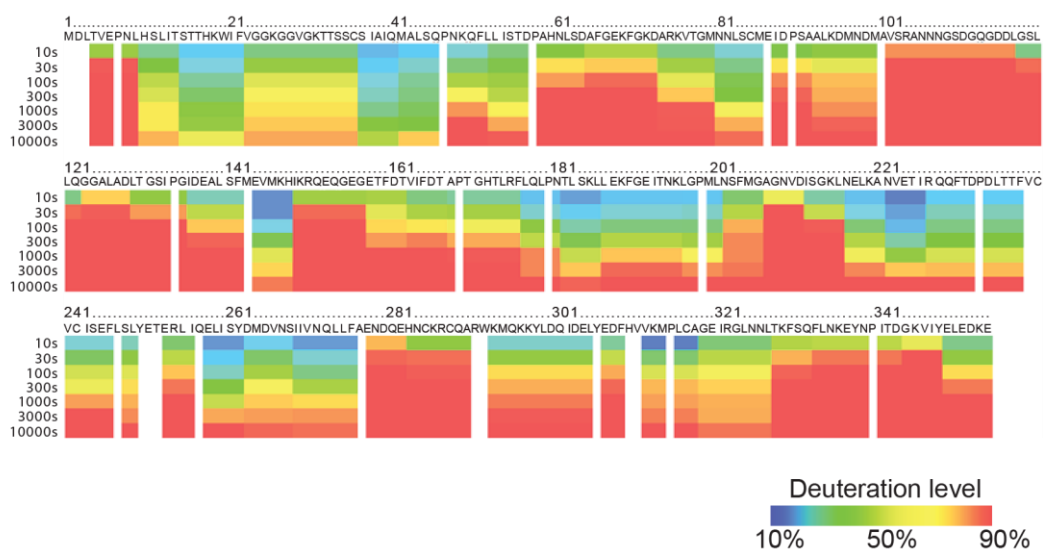 1...................21...................41...................61...................81...................101...................
MDLTVEPNLHSLITSTTHKWIFVGGKGGVGKTTSSCSIAIQMALSQPNKQFLLISTDPAHNLSDAFGEKFGKDARKVTGMNNLSCMEIDPSAALKDMNDMAVSRANNNGSDGQGDDLGSL
10s
30s
100s
300s
1000s
3000s
10000s
121...................141...................161...................181...................201...................221...................
LQGGALADLTGSIPGIDEALSFMEVMKHIKRQEQGEGETFDTVIFDTAPTGHTLRFLQLPNTLSKLLEKFGEITNKLGPMLNSFMGAGNVDISGKLNELKANVETIRQQFTDPDLTTFVC
10s
30s
100s
300s
1000s
3000s
10000s
241...................261...................281...................301...................321...................341...................
VCISEFLSLYETERLIQELISYDMDVNSIIVNQLLFAENDQEHNCKRCQARWKMQKKYLDQIDELYEDFHVVKMPLCAGEIRGLNNLTKFSQFLNKEYNPITDGKVIYELEDKE
10s
30s
100s
300s
1000s
3000s
10000s
Deuteration level
10% 50% 90%